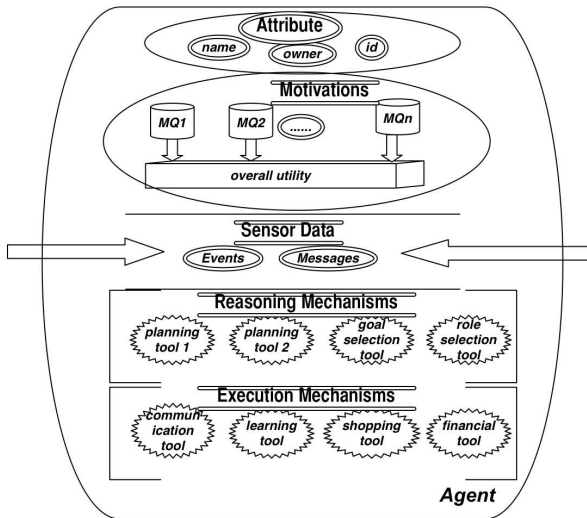 Attribute
name
owner
id
Motivations
MQ1
MQ2
......
MQn
overall utility
Sensor Data
Events
Messages
Reasoning Mechanisms
planning
tool 1
planning
tool 2
goal
selection
tool
role
selection
tool
Execution Mechanisms
commun
ication
tool
learning
tool
shopping
tool
financial
tool
Agent